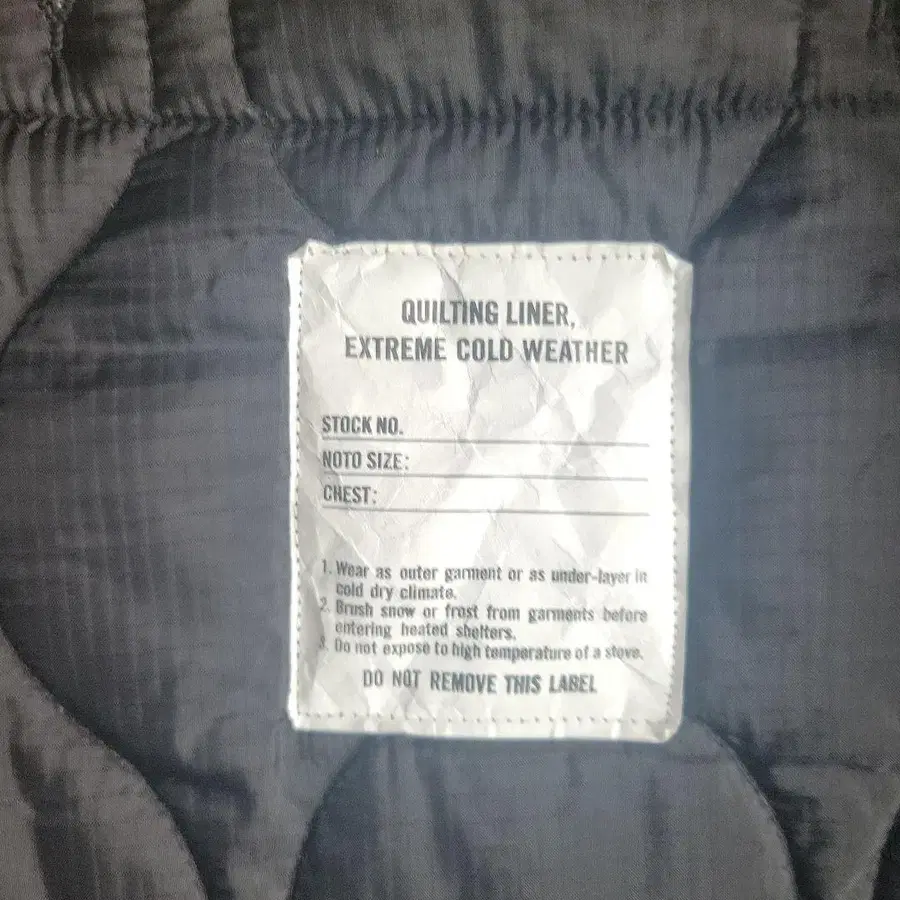 QUILTING LINER,
EXTREME COLD WEATHER
STOCK NO.
NOTO SIZE:
CHEST:
1. Wear as outer garment or as under-layer in
cold dry climate.
2. Brush snow or frost from garments before
entering heated shelters.
3. Do not expose to high temperature of a stove.
DO NOT REMOVE THIS LABEL